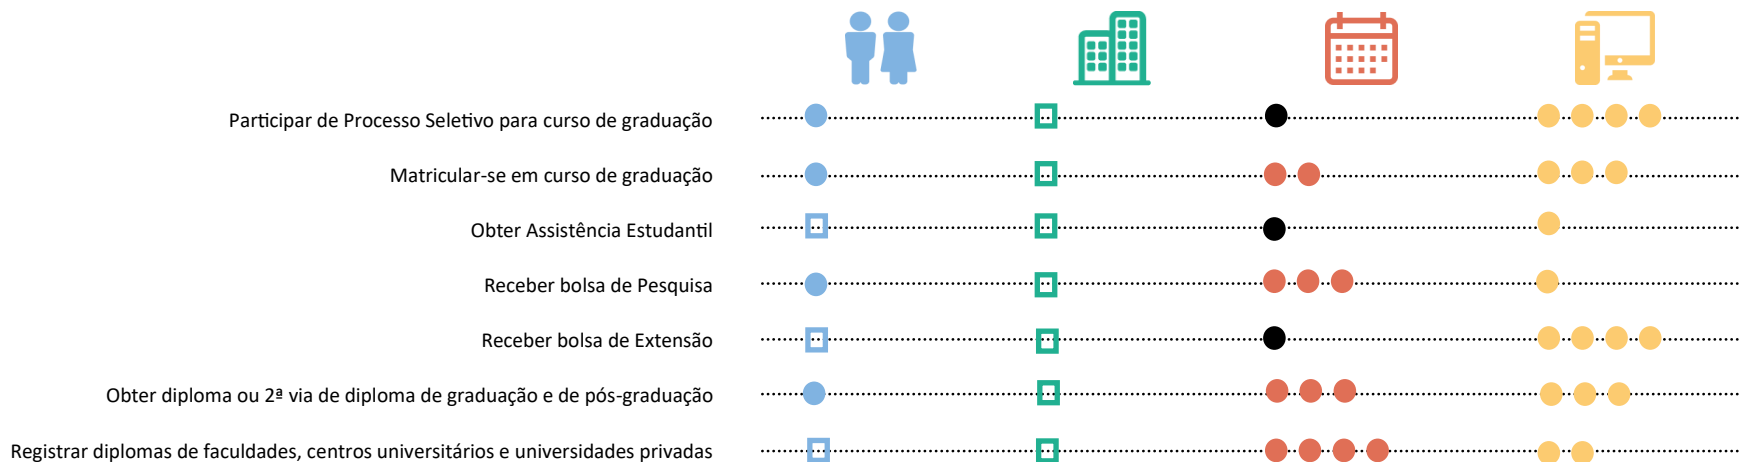 Participar de Processo Seletivo para curso de graduação
Matricular-se em curso de graduação
Obter Assistência Estudantil
Receber bolsa de Pesquisa
Receber bolsa de Extensão
Obter diploma ou 2ª via de diploma de graduação e de pós-graduação
Registrar diplomas de faculdades, centros universitários e universidades privadas